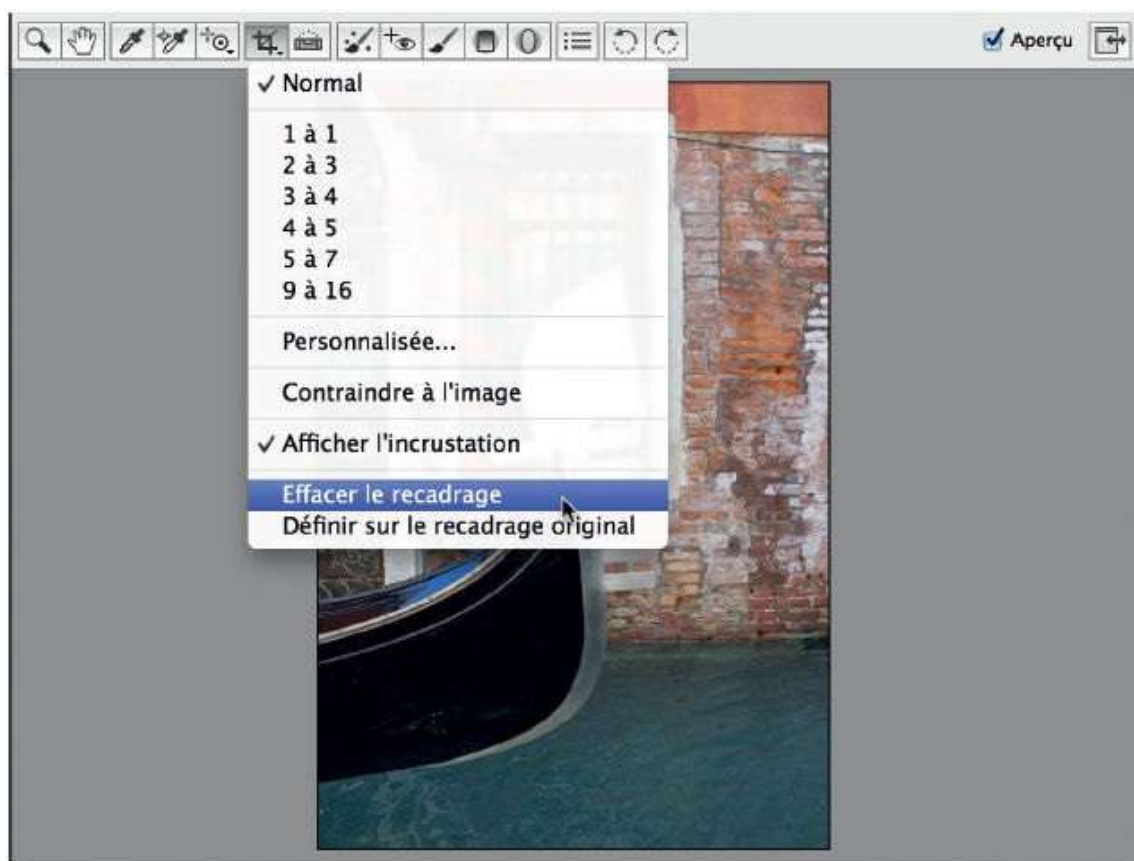 Aperçu
Normal
1 à 1
2 à 3
3 à 4
4 à 5
5 à 7
9 à 16
Personnalisée...
Contraindre à l'image
Afficher l'incrustation
Effacer le recadrage
Définir sur le recadrage original